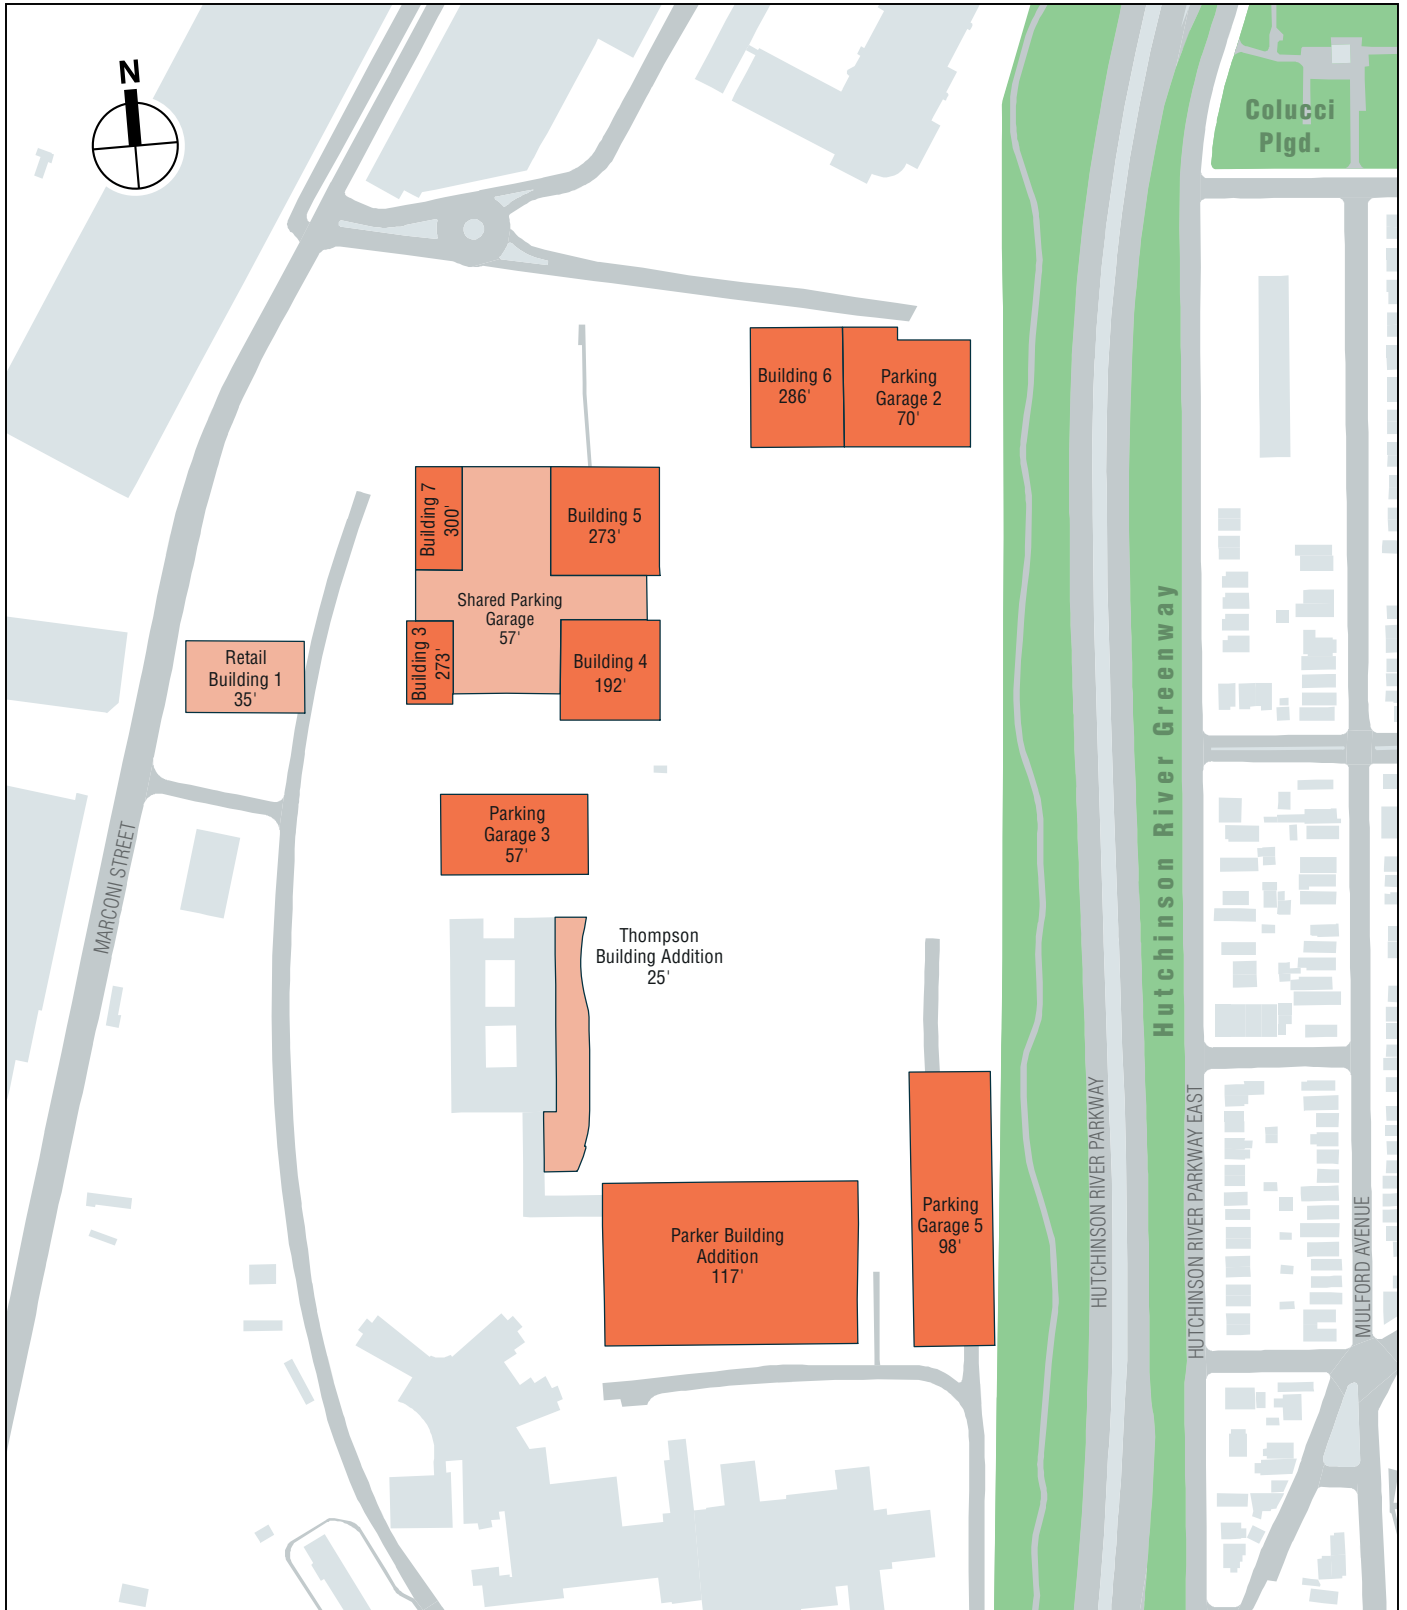 N
Colucci
Plgd.
Building 6
286'
Parking
Garage 2
70'
Building 7
300'
Building 5
273'
Shared Parking
Garage
57'
Building 3
273'
Building 4
192'
Retail
Building 1
35'
Parking
Garage 3
57'
MARCONI STREET
Thompson
Building Addition
25'
Hutchinson River Greenway
Parker Building
Addition
117'
Parking
Garage 5
98'
HUTCHINSON RIVER PARKWAY
HUTCHINSON RIVER PARKWAY EAST
MULFORD AVENUE